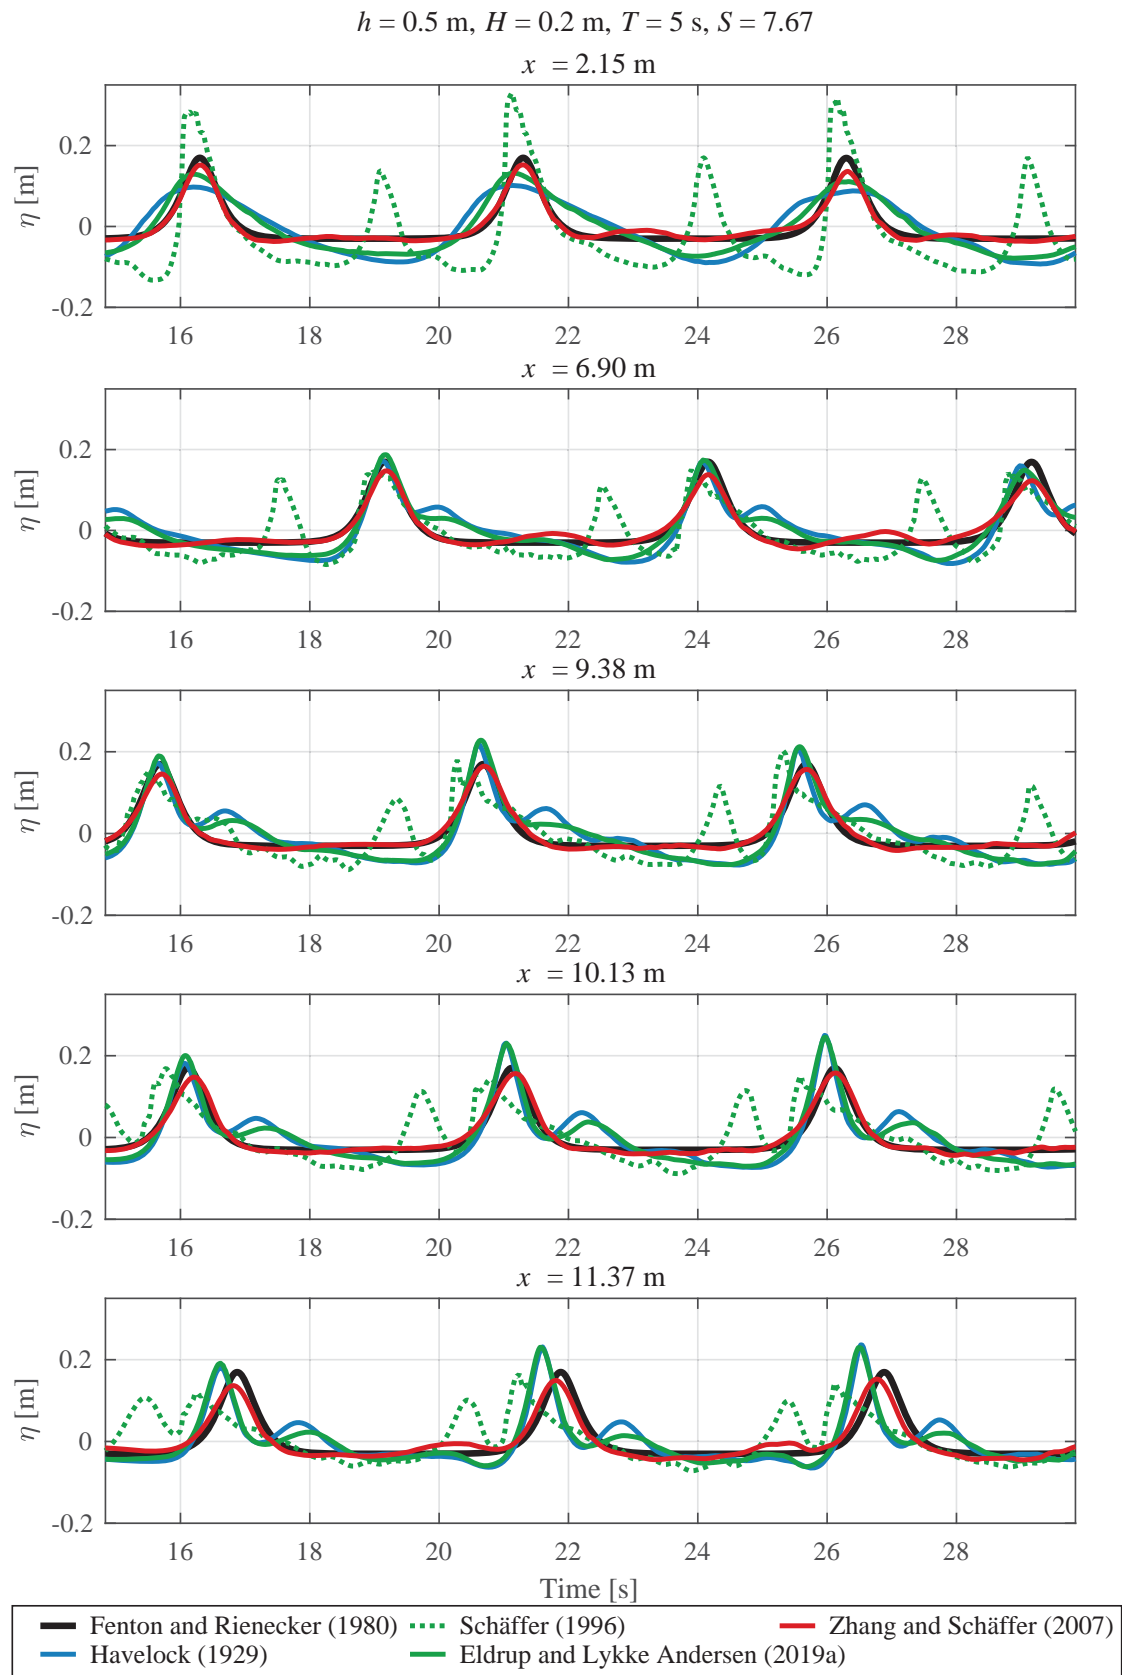 h = 0.5 m, H = 0.2 m, T = 5 s, S = 7.67
x = 2.15 m
0.2
0
-0.2
η [m]
16 18 20 22 24 26 28
x = 6.90 m
0.2
0
-0.2
η [m]
16 18 20 22 24 26 28
x = 9.38 m
0.2
0
-0.2
η [m]
16 18 20 22 24 26 28
x = 10.13 m
0.2
0
-0.2
η [m]
16 18 20 22 24 26 28
x = 11.37 m
0.2
0
-0.2
η [m]
16 18 20 22 24 26 28
Time [s]
Fenton and Rienecker (1980) Schäffer (1996) Zhang and Schäffer (2007)
Havelock (1929) Eldrup and Lykke Andersen (2019a)